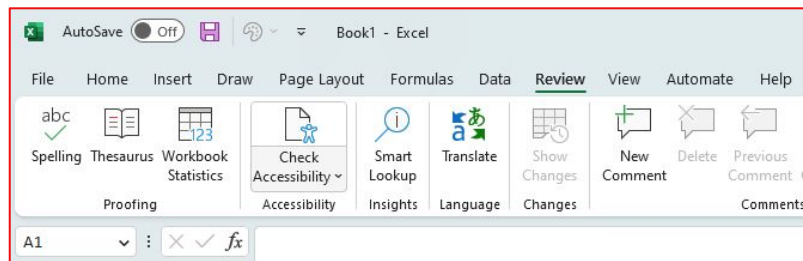 AutoSave Off Book1 - Excel
File Home Insert Draw Page Layout Formulas Data Review View Automate Help
abc 123 i a あ
Spelling Thesaurus Workbook Check Smart Translate Show New Delete Previous
Statistics Accessibility Lookup Changes Comment Comment
Proofing Accessibility Insights Language Changes Comments
A1 fx